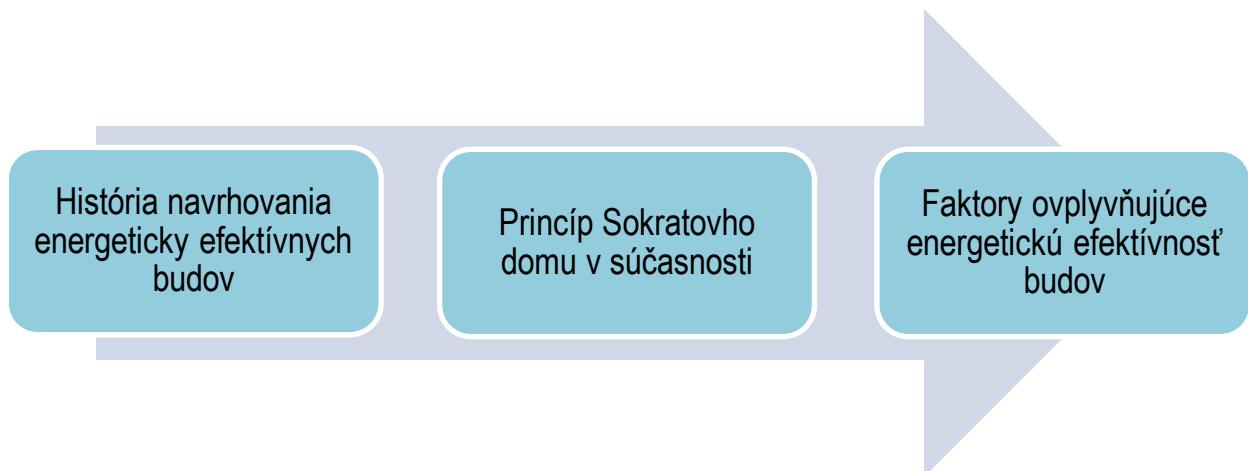 História navrhovania
energeticky efektívnych
budov
Princíp Sokratovho
domu v súčasnosti
Faktory ovplyvňujúce
energetickú efektívnosť
budov